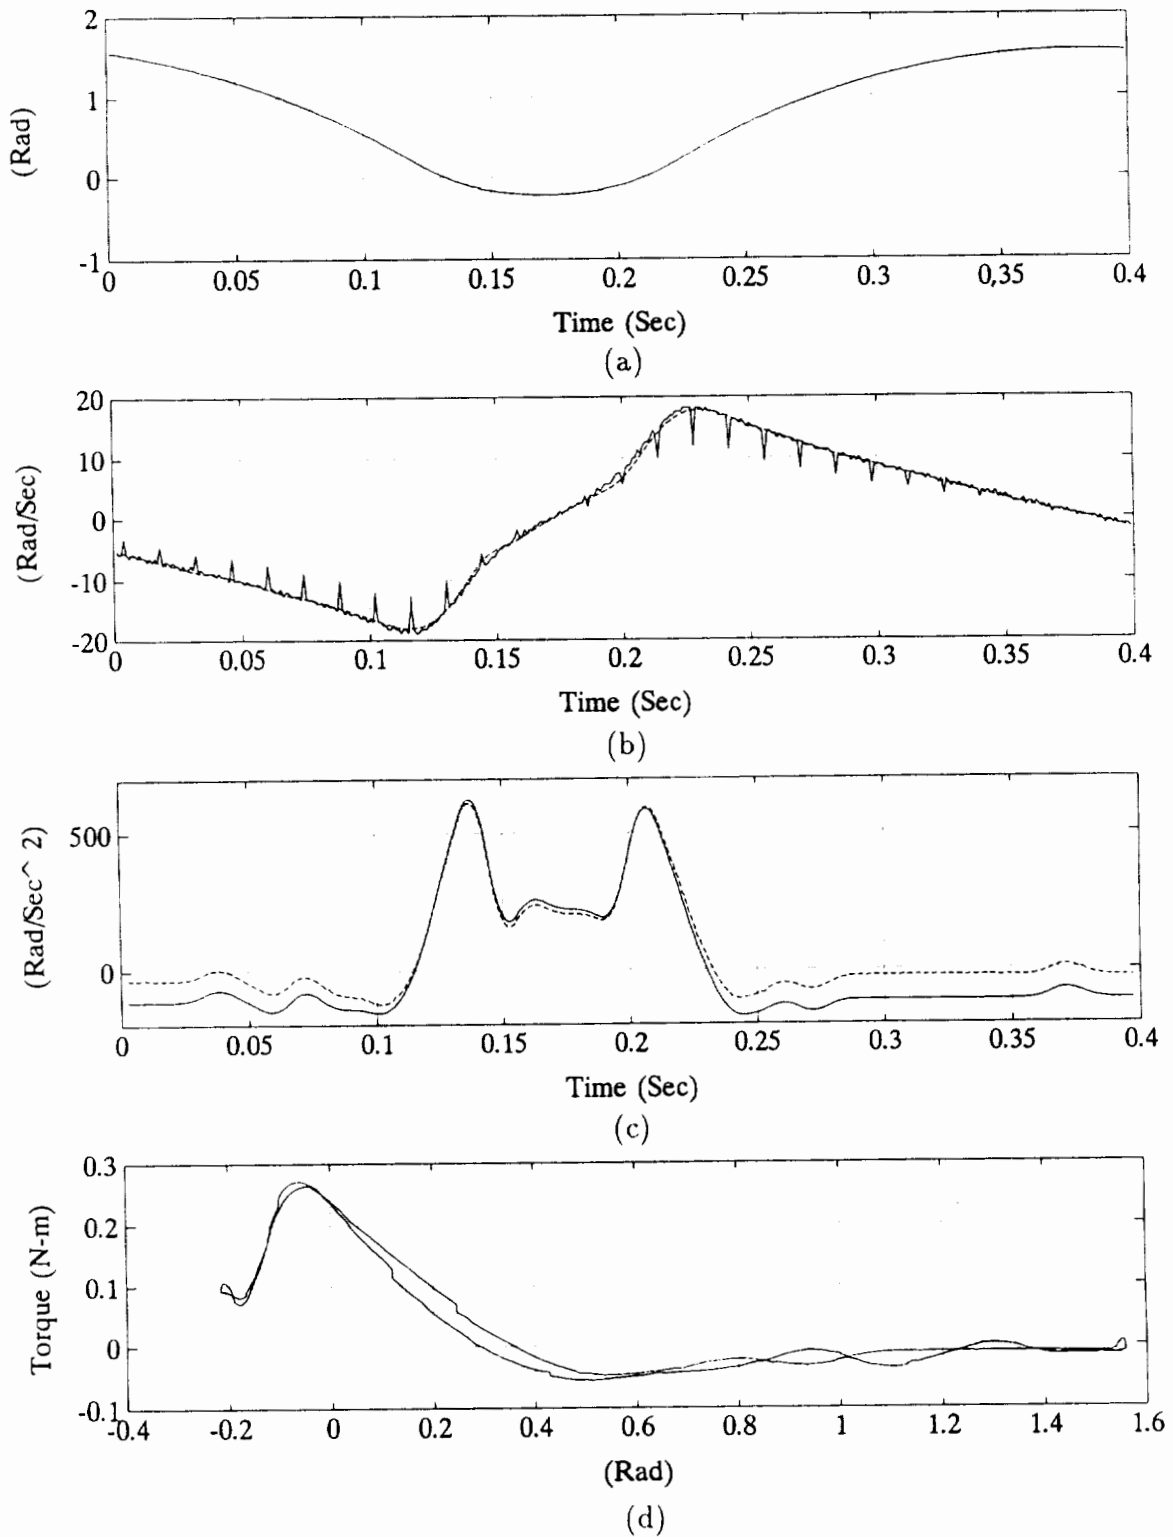 2
1
0
-1
(Rad)
0 0.05 0.1 0.15 0.2 0.25 0.3 0,35 0.4
Time (Sec)
(a)
20
10
0
-10
-20
(Rad/Sec)
0 0.05 0.1 0.15 0.2 0.25 0.3 0.35 0.4
Time (Sec)
(b)
500
0
(Rad/Sec^ 2)
0 0.05 0.1 0.15 0.2 0.25 0.3 0.35 0.4
Time (Sec)
(c)
0.3
0.2
0.1
0
-0.1
Torque (N-m)
-0.4 -0.2 0 0.2 0.4 0.6 0.8 1 1.2 1.4 1.6
(Rad)
(d)